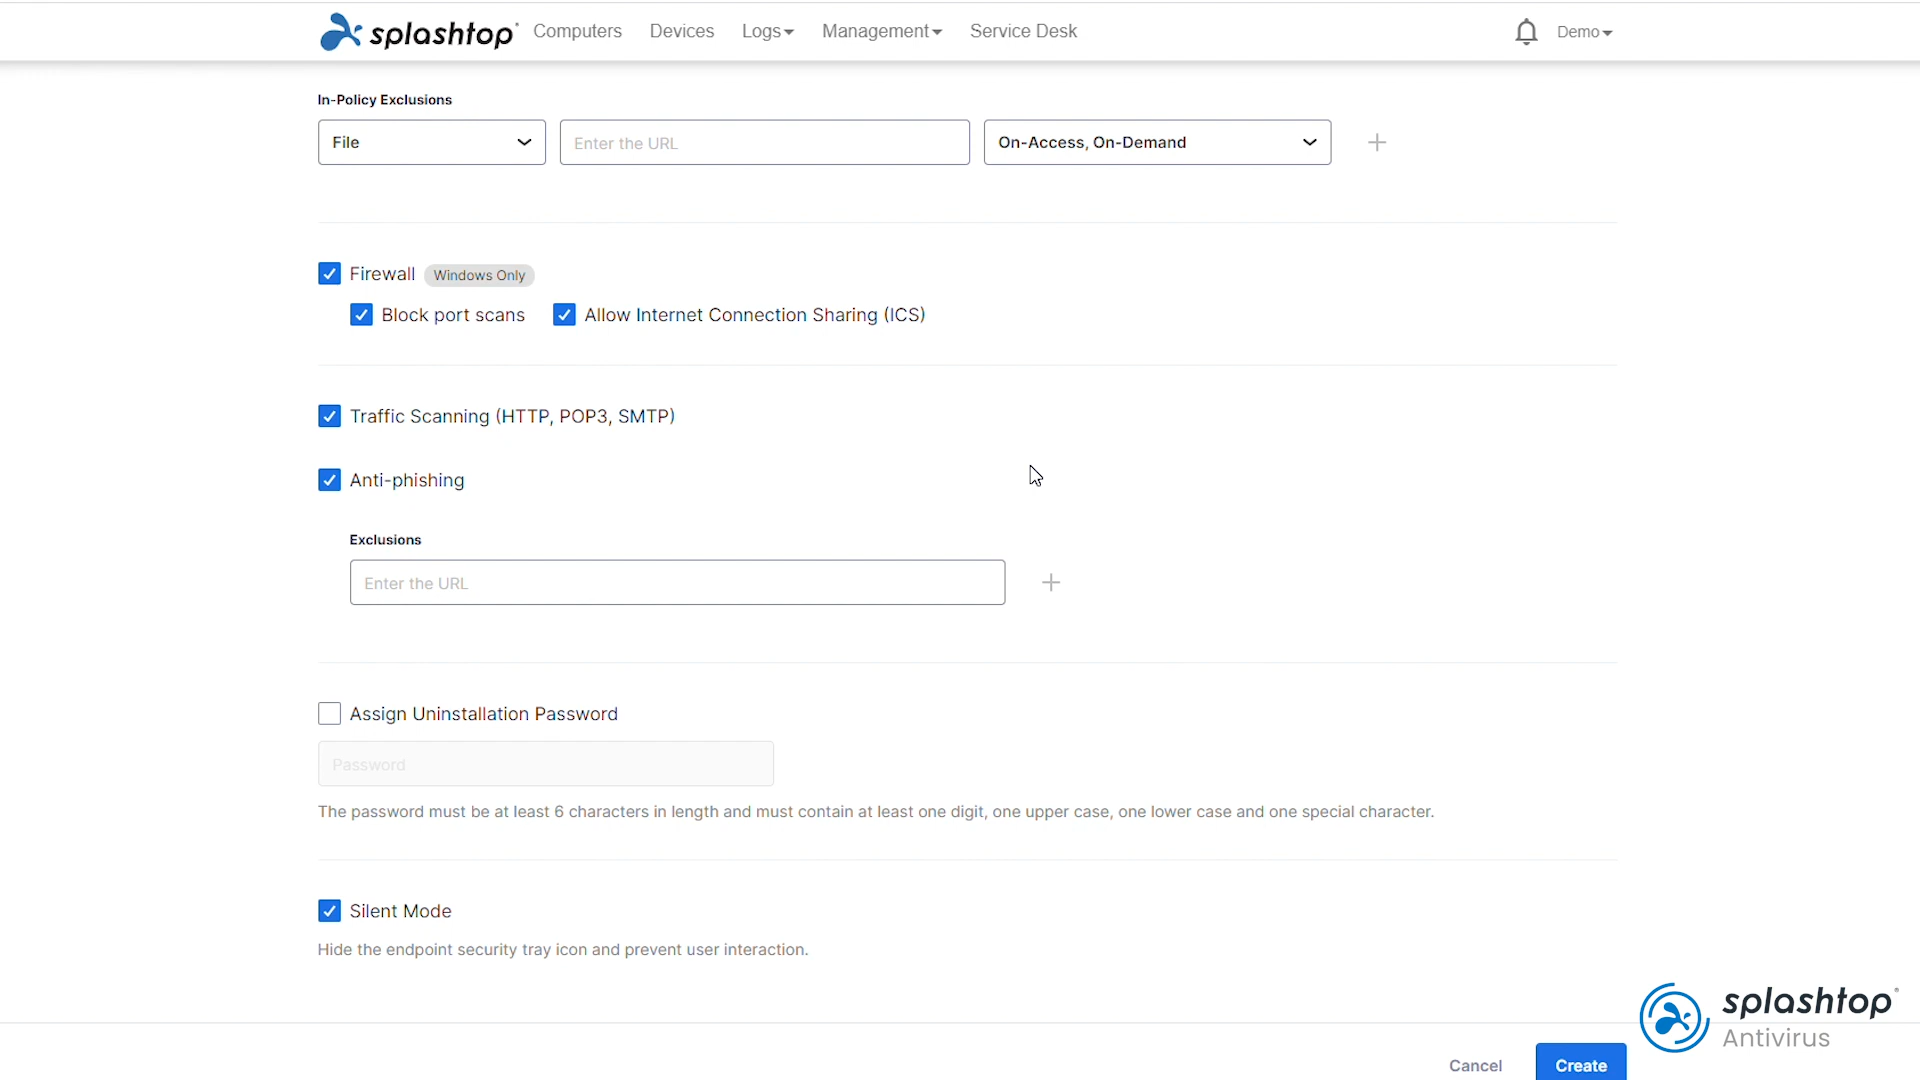 splashtop Computers Devices Logs Management Service Desk Demo
In-Policy Exclusions
File Enter the URL On-Access, On-Demand
Firewall Windows Only
Block port scans Allow Internet Connection Sharing (ICS)
Traffic Scanning (HTTP, POP3, SMTP)
Anti-phishing
Exclusions
Enter the URL
Assign Uninstallation Password
Password
The password must be at least 6 characters in length and must contain at least one digit, one upper case, one lower case and one special character.
Silent Mode
Hide the endpoint security tray icon and prevent user interaction.
splashtop
Antivirus
Cancel Create